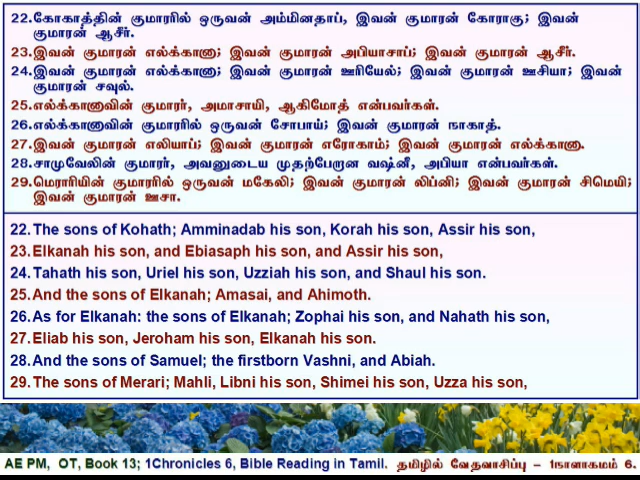 22.கோகாத்தின் குமாரரில் ஒருவன் அம்மினதாப், இவன் குமாரன் கோராகு; இவன்
குமாரன் ஆசீர்.
23.இவன் குமாரன் எல்க்கானா; இவன் குமாரன் அபியாசாப்; இவன் குமாரன் ஆசீர்.
24.இவன் குமாரன் எல்க்கானா; இவன் குமாரன் ஊரியேல்; இவன் குமாரன் ஊசியா; இவன்
குமாரன் சவுல்.
25.எல்க்கானாவின் குமாரர், அமாசாயி, ஆகிமோத் என்பவர்கள்.
26.எல்க்கானாவின் குமாரரில் ஒருவன் சோபாய்; இவன் குமாரன் நாகாத்.
27.இவன் குமாரன் எலியாப்; இவன் குமாரன் எரோகாம்; இவன் குமாரன் எல்க்கானா.
28.சாமுவேலின் குமாரர், அவனுடைய முதற்பேறான வஷ்னீ, அபியா என்பவர்கள்.
29.மெராரியின் குமாரரில் ஒருவன் மகேலி; இவன் குமாரன் லிப்னி; இவன் குமாரன் சிமெயி;
இவன் குமாரன் ஊசா.
22.The sons of Kohath; Amminadab his son, Korah his son, Assir his son,
23.Elkanah his son, and Ebiasaph his son, and Assir his son,
24.Tahath his son, Uriel his son, Uzziah his son, and Shaul his son.
25.And the sons of Elkanah; Amasai, and Ahimoth.
26.As for Elkanah: the sons of Elkanah; Zophai his son, and Nahath his son,
27.Eliab his son, Jeroham his son, Elkanah his son.
28.And the sons of Samuel; the firstborn Vashni, and Abiah.
29.The sons of Merari; Mahli, Libni his son, Shimei his son, Uzza his son,
AE PM, OT, Book 13; 1Chronicles 6, Bible Reading in Tamil. தமிழில் வேதவாசிப்பு – 1நாளாகமம் 6.